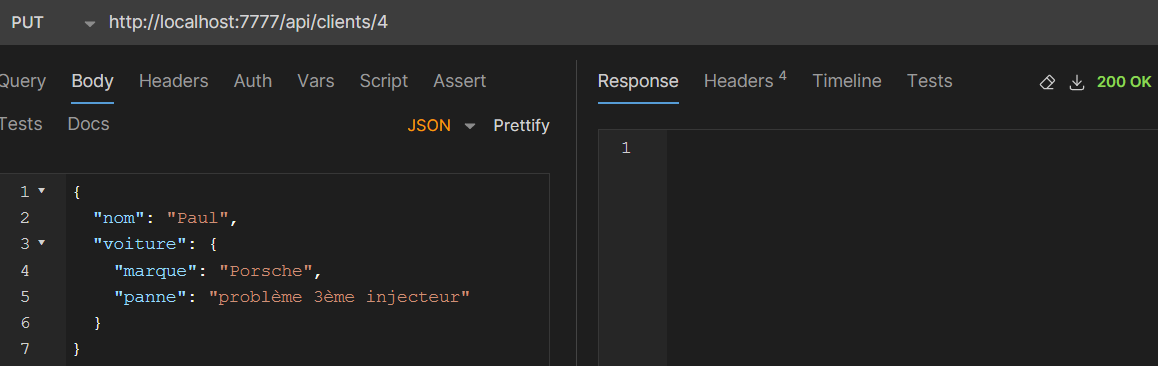 PUT http://localhost:7777/api/clients/4
Query Body Headers Auth Vars Script Assert
Tests Docs
JSON Prettify
1 {
2 "nom": "Paul",
3 "voiture": {
4 "marque": "Porsche",
5 "panne": "problème 3ème injecteur"
6 }
7 }
Response Headers 4 Timeline Tests 200 OK
1